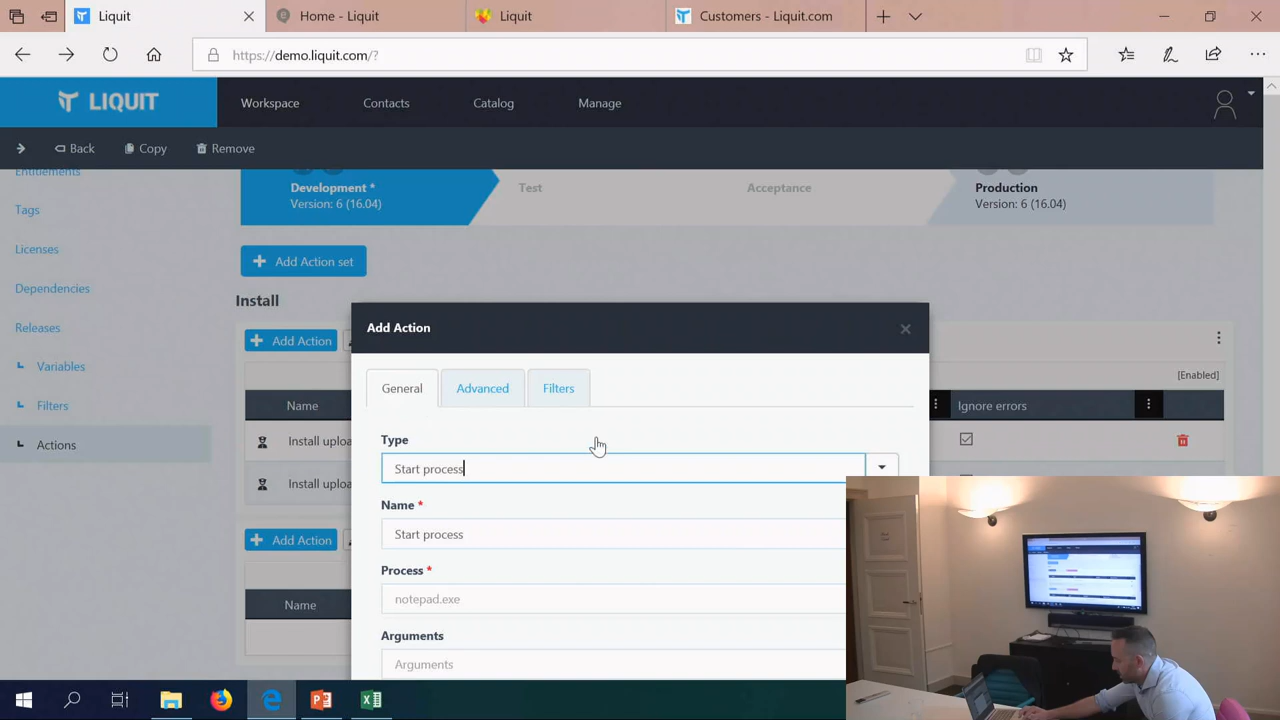 Liquit
Home - Liquit
Liquit
Customers - Liquit.com
https://demo.liquit.com/?
LIQUIT
Workspace
Contacts
Catalog
Manage
Back
Copy
Remove
Entitlements
Tags
Licenses
Dependencies
Releases
Variables
Filters
Actions
Development *
Version: 6 (16.04)
Test
Acceptance
Production
Version: 6 (16.04)
Add Action set
Install
Add Action
[Enabled]
Name
Ignore errors
Install uploa
Install uploa
Add Action
Name
Add Action
General
Advanced
Filters
Type
Start process
Name *
Start process
Process *
notepad.exe
Arguments
Arguments